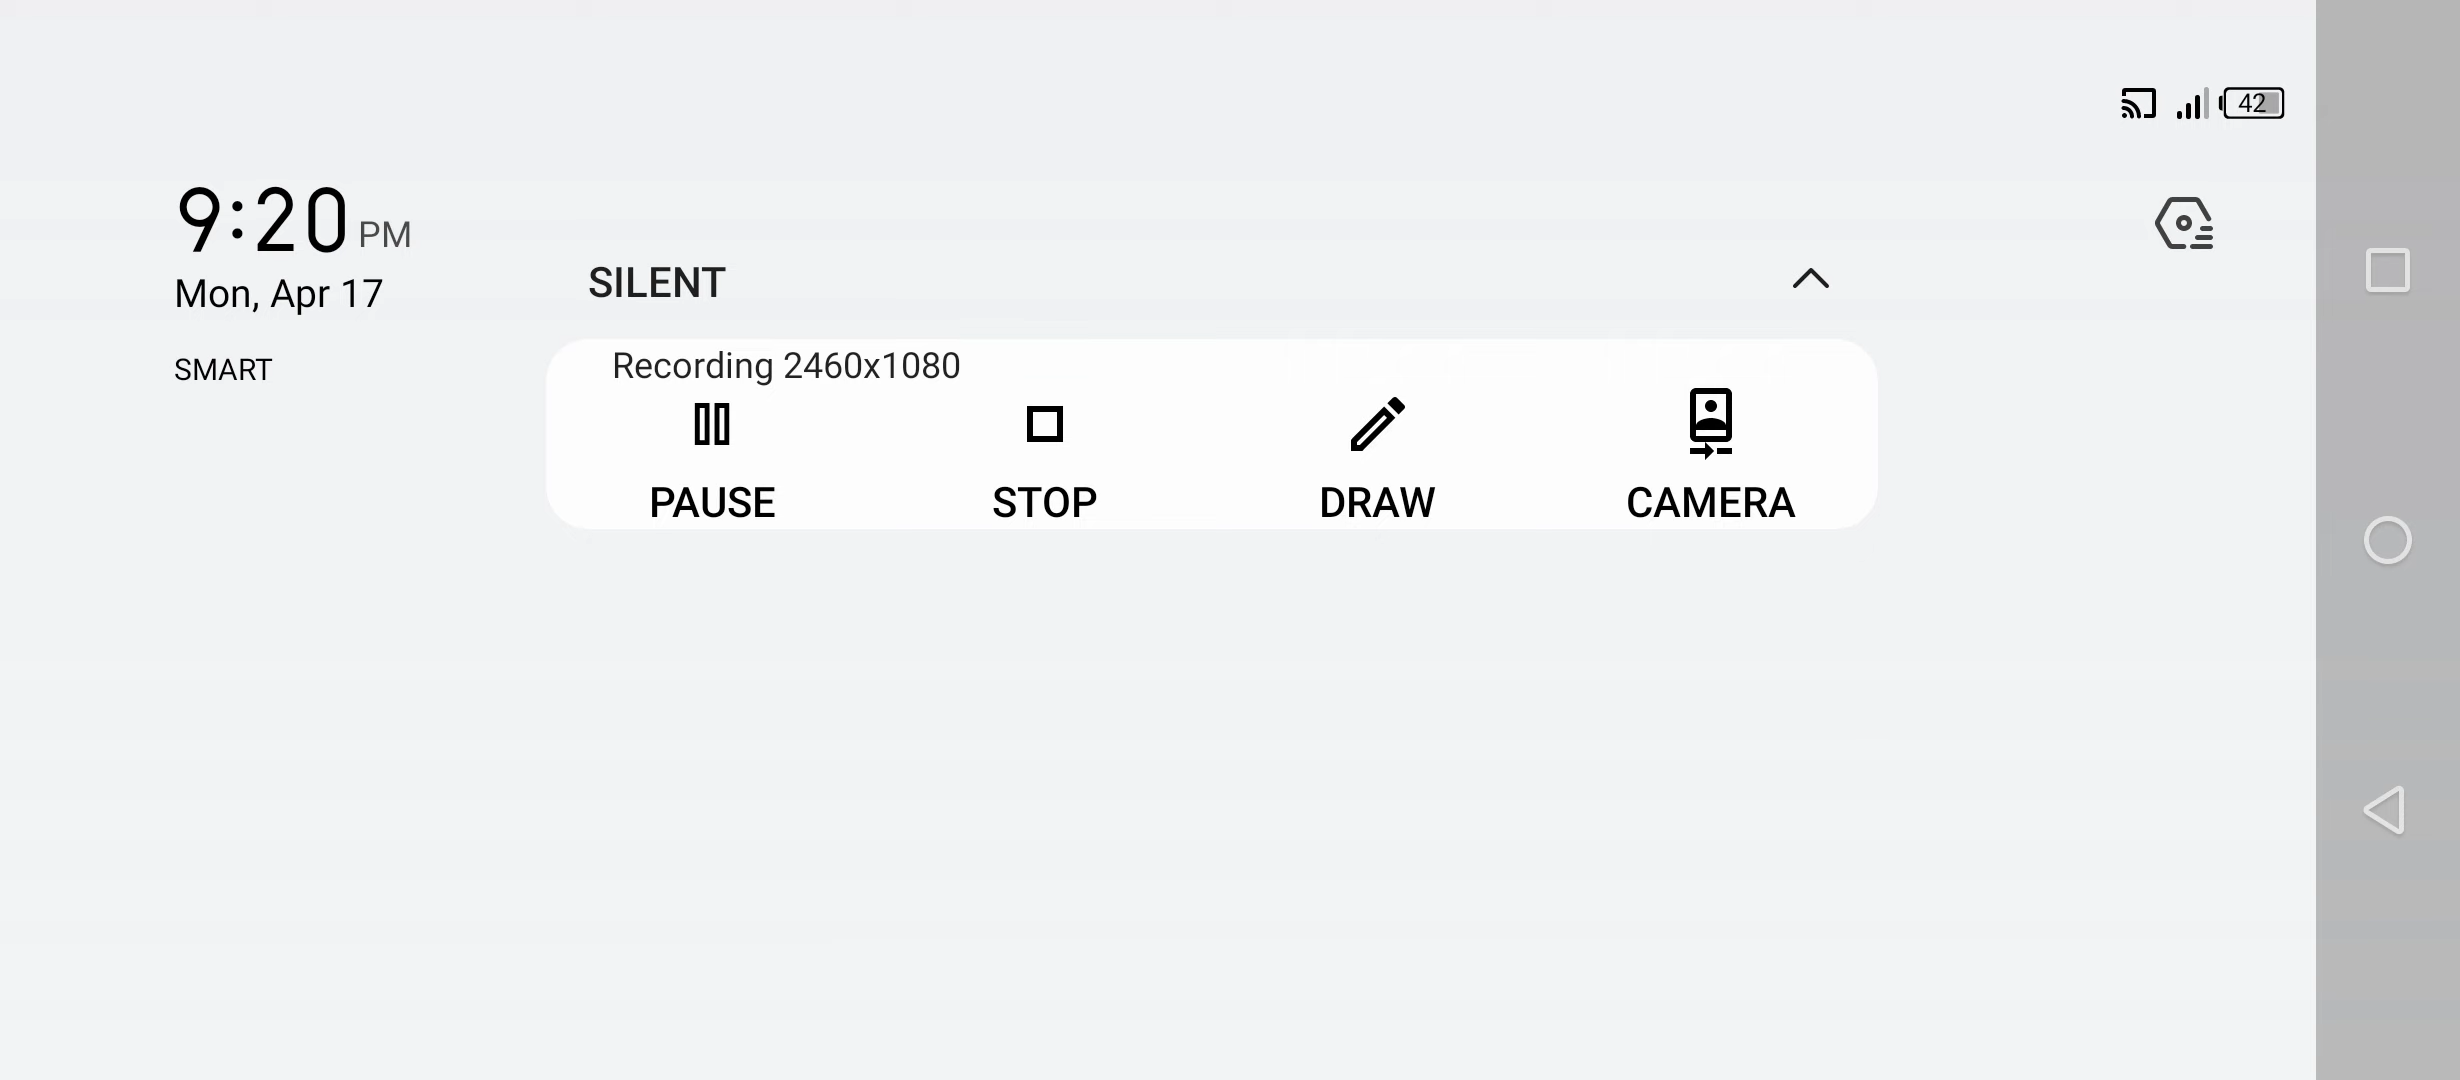 42
9:20 PM
Mon, Apr 17
SILENT
SMART
Recording 2460x1080
PAUSE STOP DRAW CAMERA